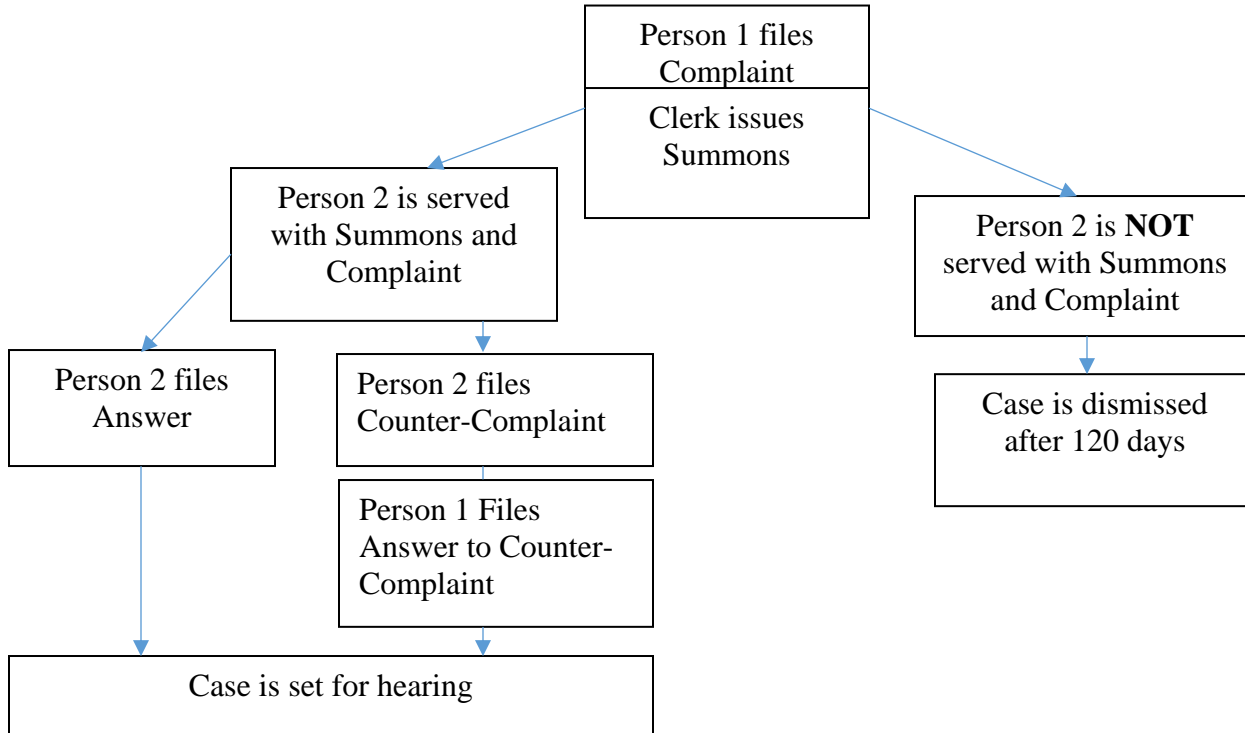 Person 1 files
Complaint
Clerk issues
Summons
Person 2 is served
with Summons and
Complaint
Person 2 is NOT
served with Summons
and Complaint
Person 2 files
Answer
Person 2 files
Counter-Complaint
Case is dismissed
after 120 days
Person 1 Files
Answer to Counter-
Complaint
Case is set for hearing